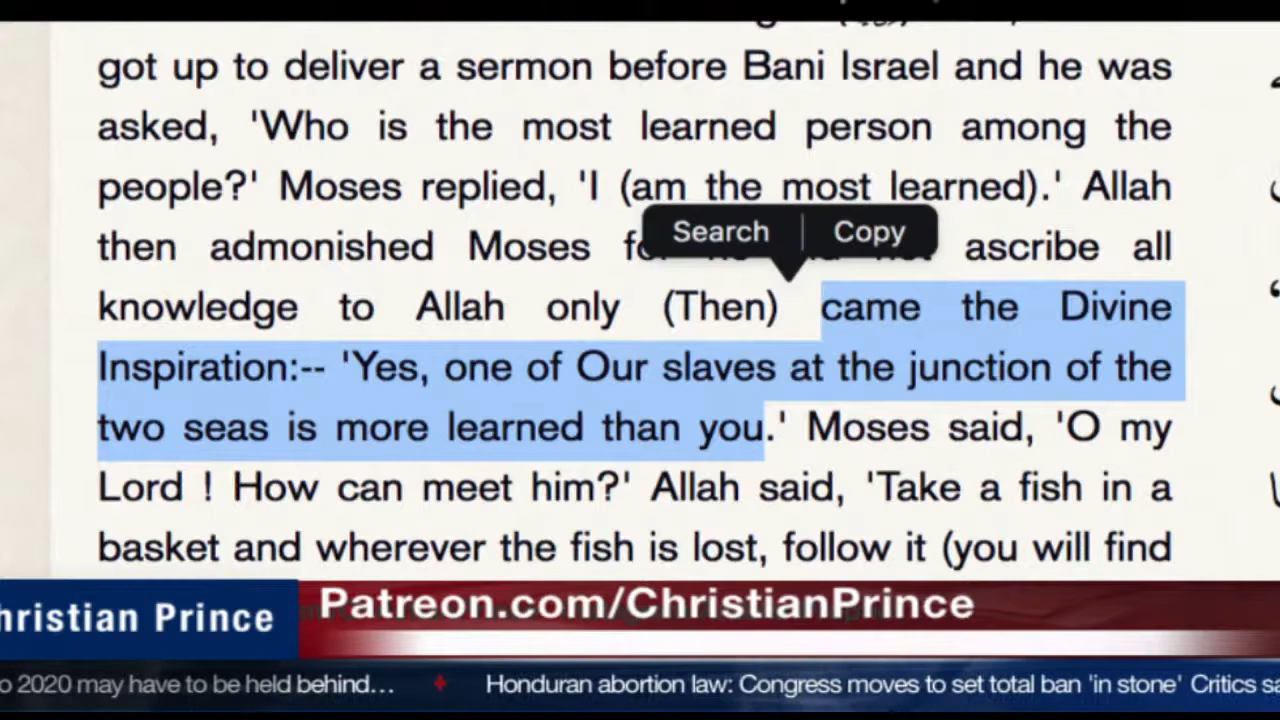 got up to deliver a sermon before Bani Israel and he was
asked, 'Who is the most learned person among the
people?' Moses replied, 'I (am the most learned).' Allah
then admonished Moses ascribe all
Search Copy
knowledge to Allah only (Then) came the Divine
Inspiration:-- 'Yes, one of Our slaves at the junction of the
two seas is more learned than you.' Moses said, 'O my
Lord ! How can meet him?' Allah said, 'Take a fish in a
basket and wherever the fish is lost, follow it (you will find
hristian Prince
Patreon.com/ChristianPrince
o 2020 may have to be held behind...
Honduran abortion law: Congress moves to set total ban 'in stone' Critics sa